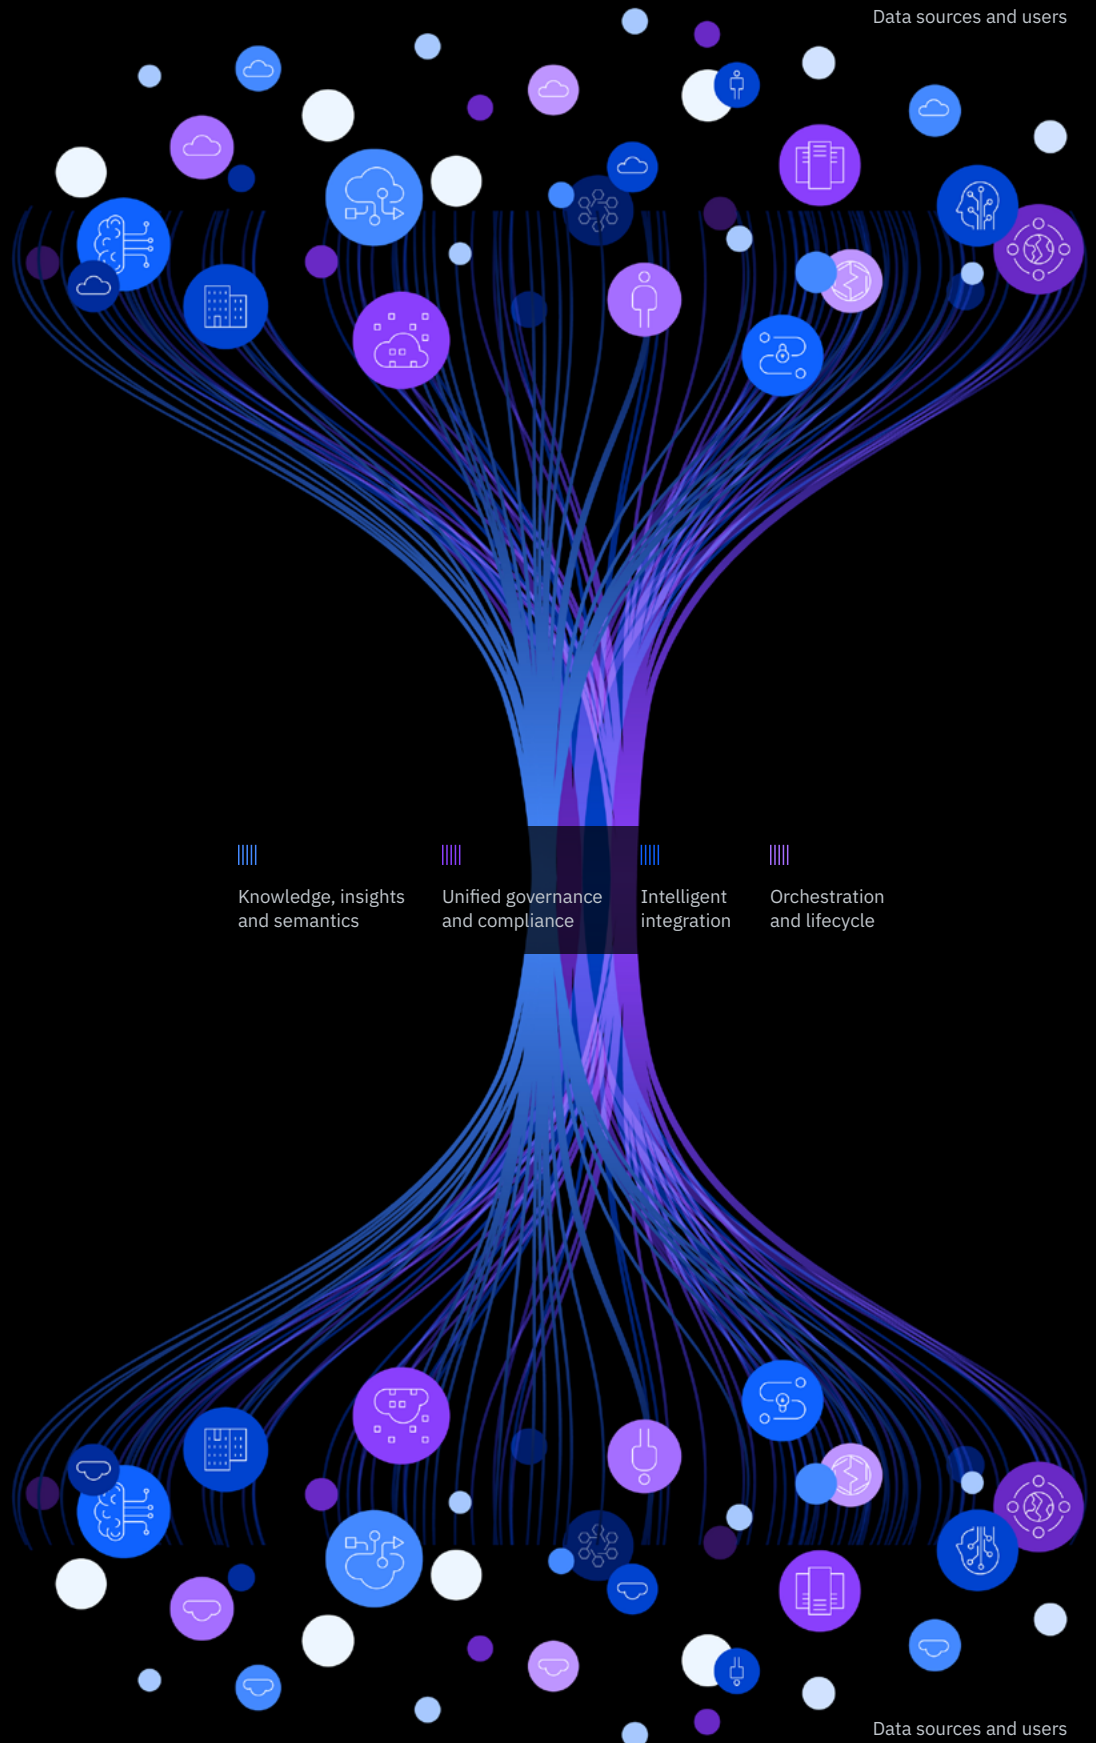 Data sources and users
Knowledge, insights
and semantics
Unified governance
and compliance
Intelligent
integration
Orchestration
and lifecycle
Data sources and users